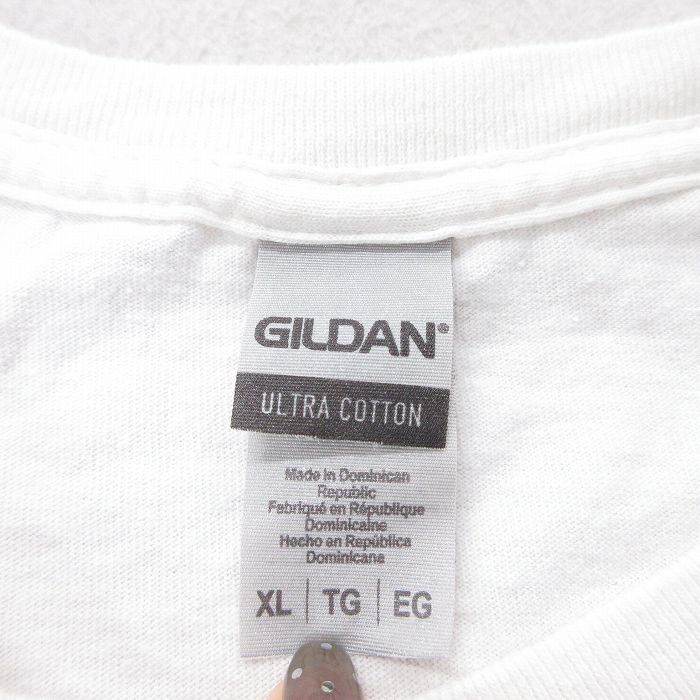 GILDAN®
ULTRA COTTON
Made in Dominican
Republic
Fabriqué en République
Dominicaine
Hecho en República
Dominicana
XL | TG | EG